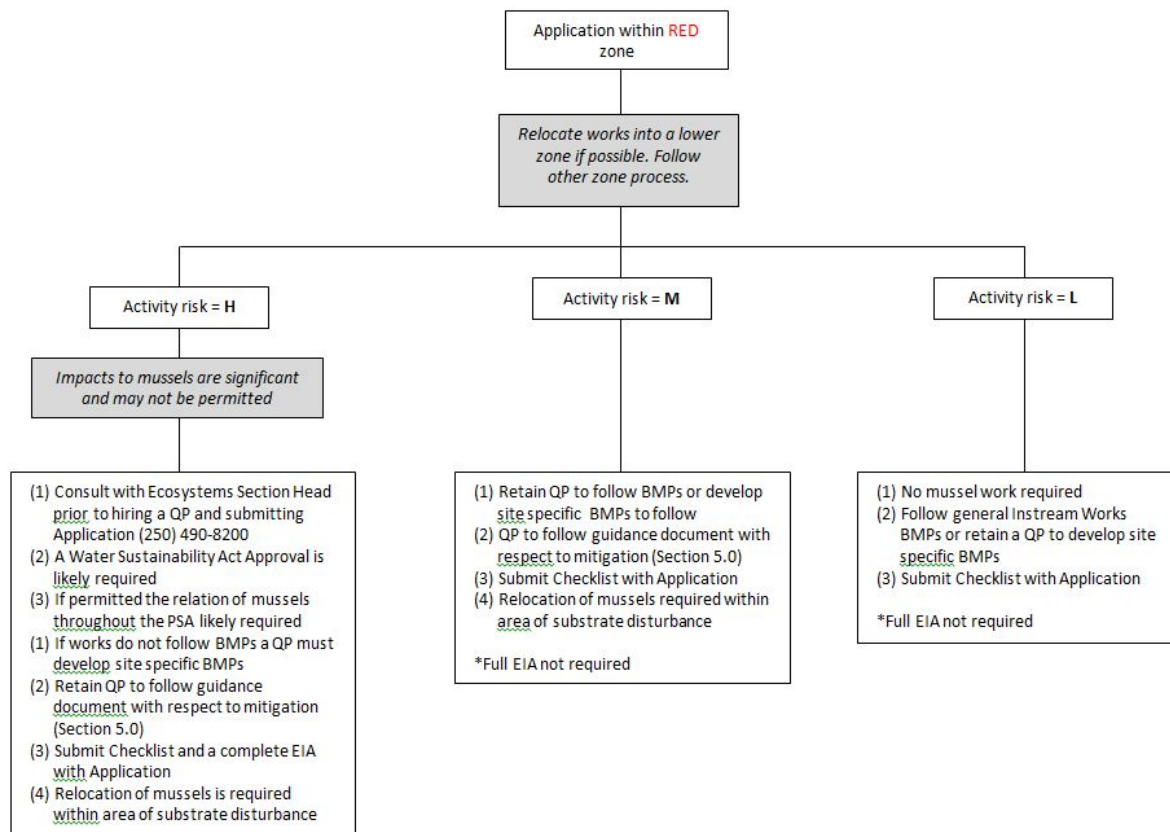 Application within RED
zone
Relocate works into a lower
zone if possible. Follow
other zone process.
Activity risk = H
Activity risk = M
Activity risk = L
Impacts to mussels are significant
and may not be permitted
(1) Consult with Ecosystems Section Head
prior to hiring a QP and submitting
Application (250) 490-8200
(2) A Water Sustainability Act Approval is
likely required
(3) If permitted the relation of mussels
throughout the PSA likely required
(1) If works do not follow BMPs a QP must
develop site specific BMPs
(2) Retain QP to follow guidance
document with respect to mitigation
(Section 5.0)
(3) Submit Checklist and a complete EIA
with Application
(4) Relocation of mussels is required
within area of substrate disturbance
(1) Retain QP to follow BMPs or develop
site specific BMPs to follow
(2) QP to follow guidance document with
respect to mitigation (Section 5.0)
(3) Submit Checklist with Application
(4) Relocation of mussels required within
area of substrate disturbance
*Full EIA not required
(1) No mussel work required
(2) Follow general Instream Works
BMPs or retain a QP to develop site
specific BMPs
(3) Submit Checklist with Application
*Full EIA not required